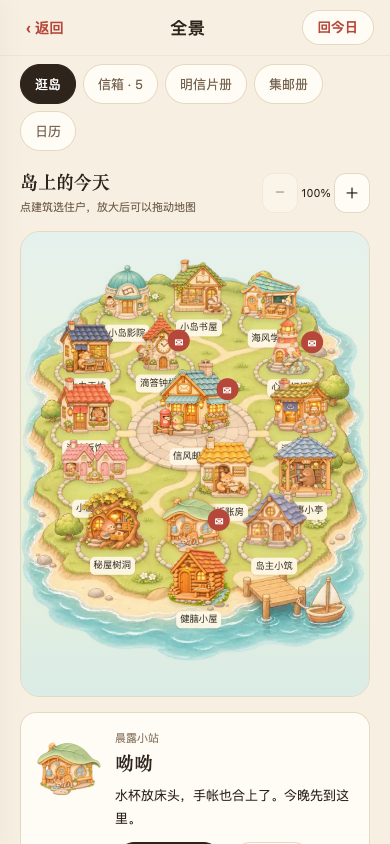 ‹ 返回
全景
回今日
逛岛
信箱 · 5
明信片册
集邮册
日历
岛上的今天
点建筑选住户，放大后可以拖动地图
− 100% +
小岛影院
小岛书屋
海风学
滴答钟
信风邮
账房
小亭
秘屋树洞
岛主小筑
健脑小屋
晨露小站
呦呦
水杯放床头，手帐也合上了。今晚先到这
里。